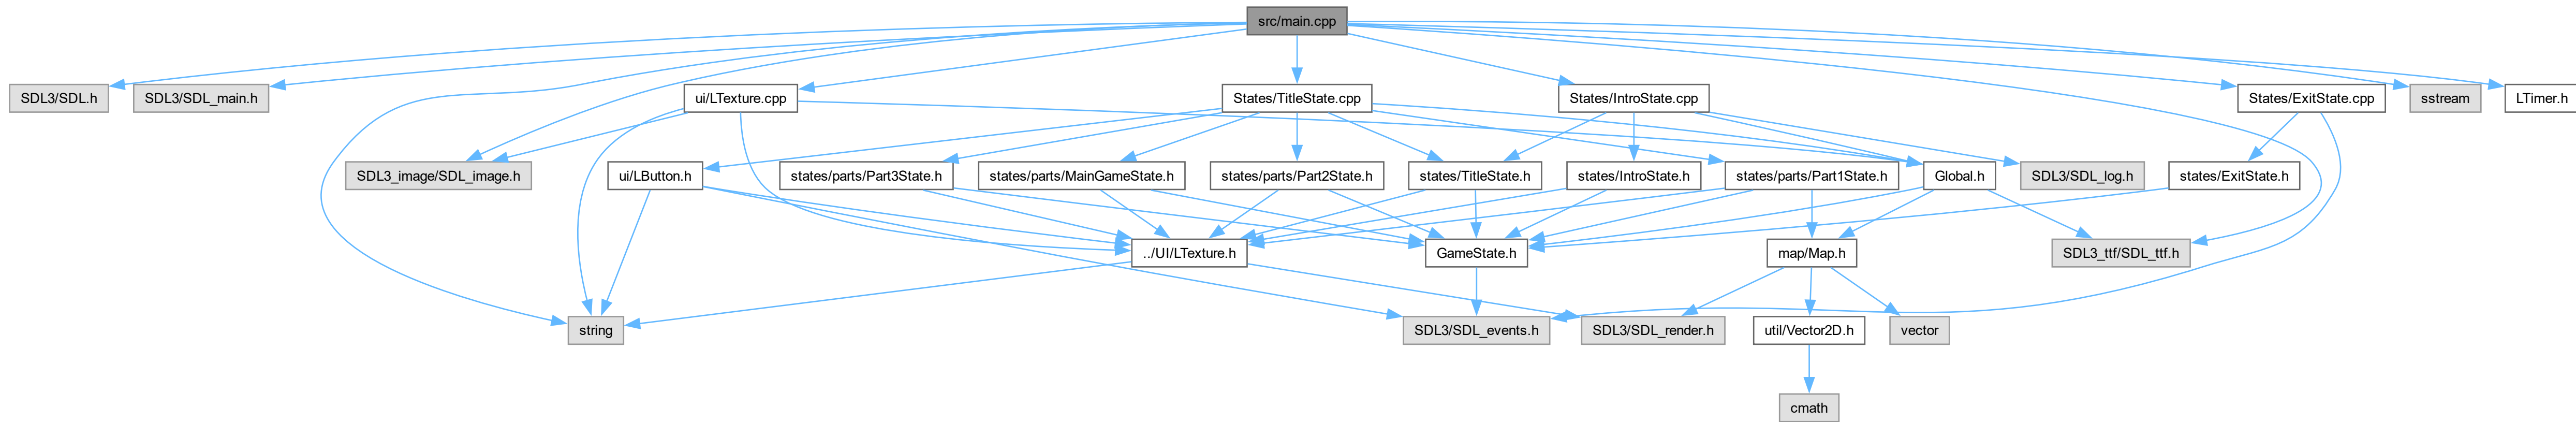 src/main.cpp
SDL3/SDL.h
SDL3/SDL_main.h
ui/LTexture.cpp
States/TitleState.cpp
States/IntroState.cpp
States/ExitState.cpp
sstream
LTimer.h
SDL3_image/SDL_image.h
ui/LButton.h
states/parts/Part3State.h
states/parts/MainGameState.h
states/parts/Part2State.h
states/TitleState.h
states/IntroState.h
states/parts/Part1State.h
Global.h
SDL3/SDL_log.h
states/ExitState.h
../UI/LTexture.h
GameState.h
map/Map.h
SDL3_ttf/SDL_ttf.h
string
SDL3/SDL_events.h
SDL3/SDL_render.h
util/Vector2D.h
vector
cmath